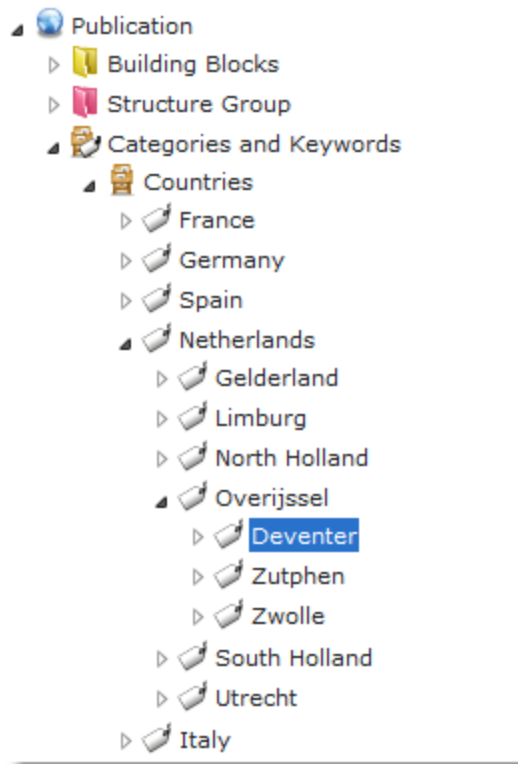 Publication
Building Blocks
Structure Group
Categories and Keywords
Countries
France
Germany
Spain
Netherlands
Gelderland
Limburg
North Holland
Overijssel
Deventer
Zutphen
Zwolle
South Holland
Utrecht
Italy